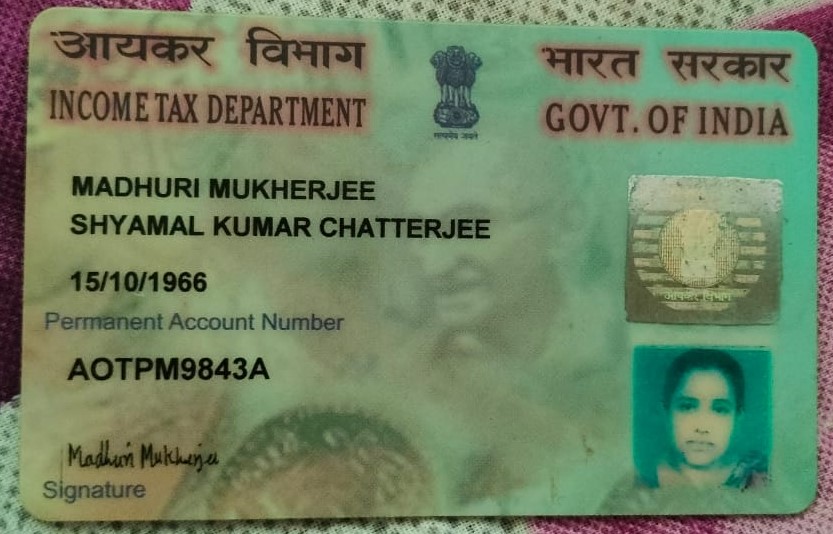 आयकर विभाग
INCOME TAX DEPARTMENT
भारत सरकार
GOVT. OF INDIA
सत्यमेव जयते
MADHURI MUKHERJEE
SHYAMAL KUMAR CHATTERJEE
15/10/1966
Permanent Account Number
AOTPM9843A
आयकर विभाग
Madhuri Mukherjee
Signature